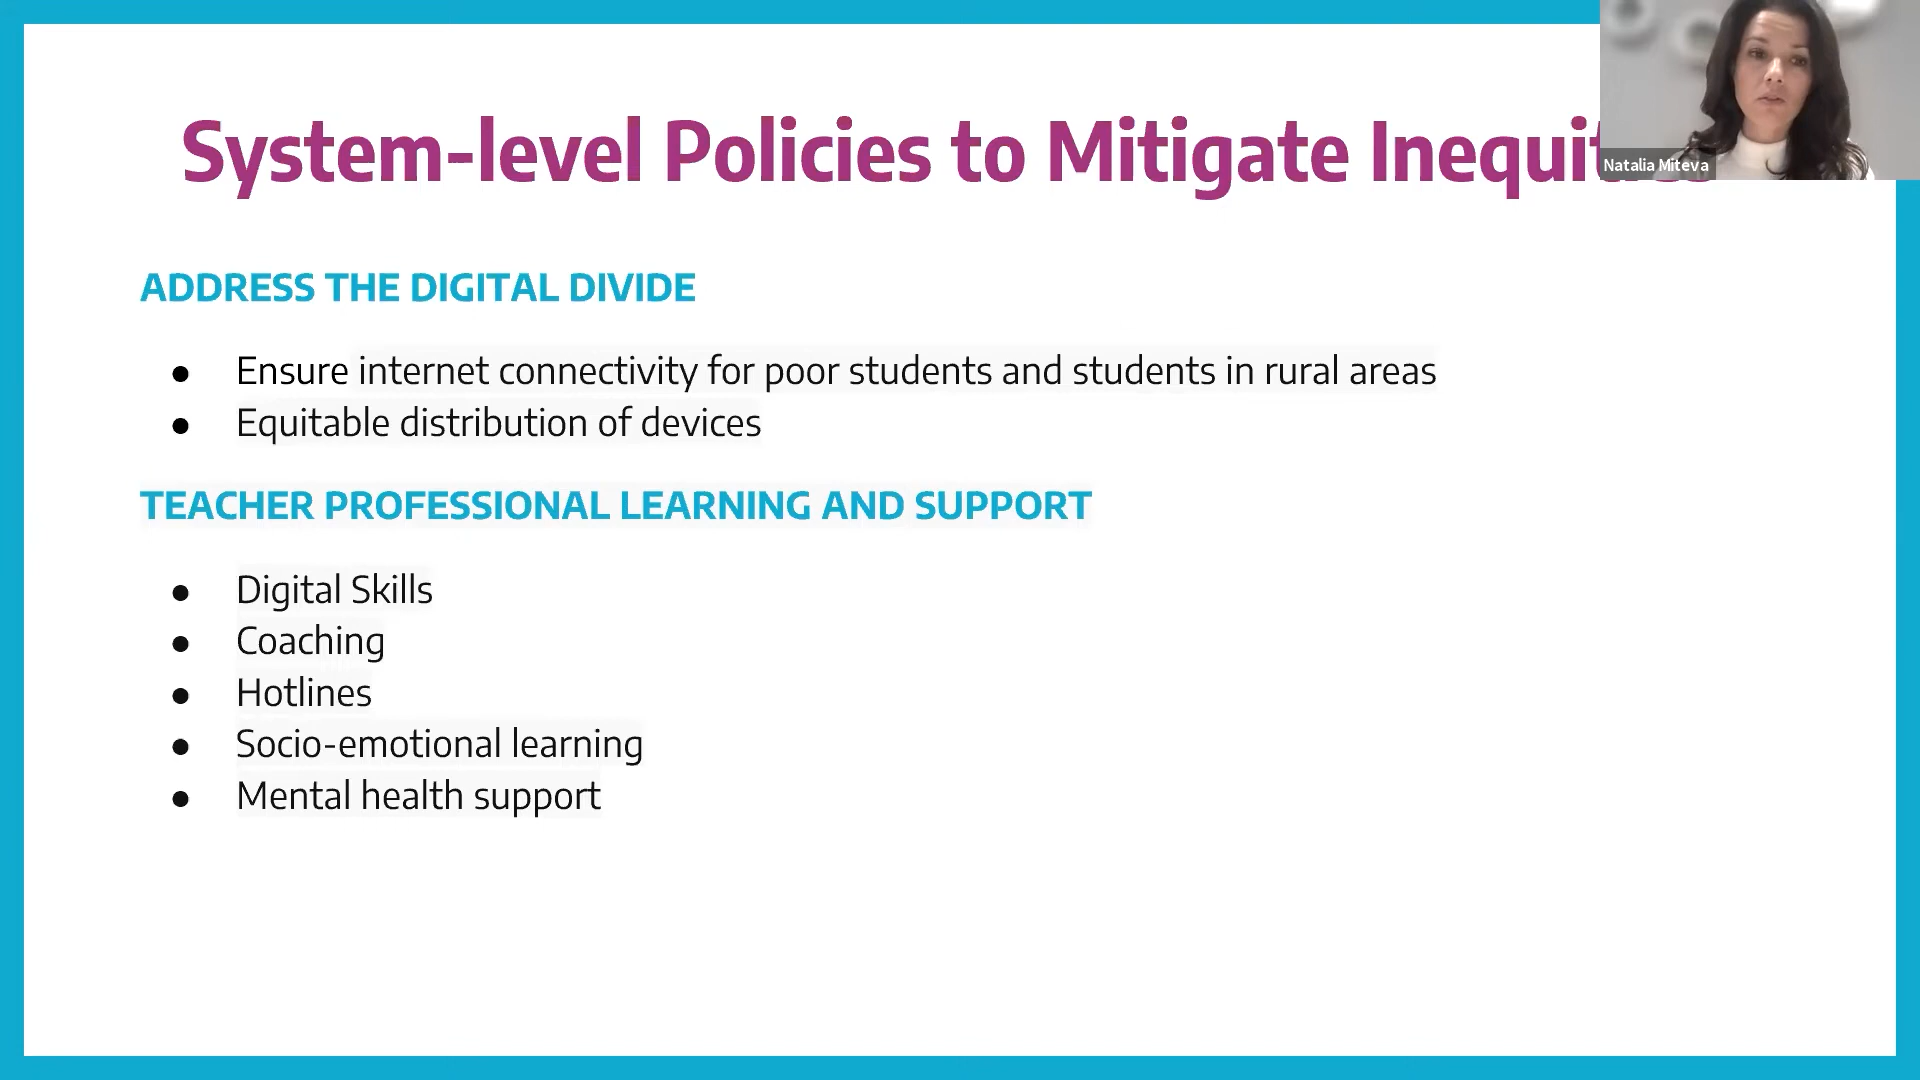 System-level Policies to Mitigate
Natalia Miteva
ADDRESS THE DIGITAL DIVIDE
● Ensure internet connectivity for poor students and students in rural areas
● Equitable distribution of devices
TEACHER PROFESSIONAL LEARNING AND SUPPORT
● Digital Skills
● Coaching
● Hotlines
● Socio-emotional learning
● Mental health support